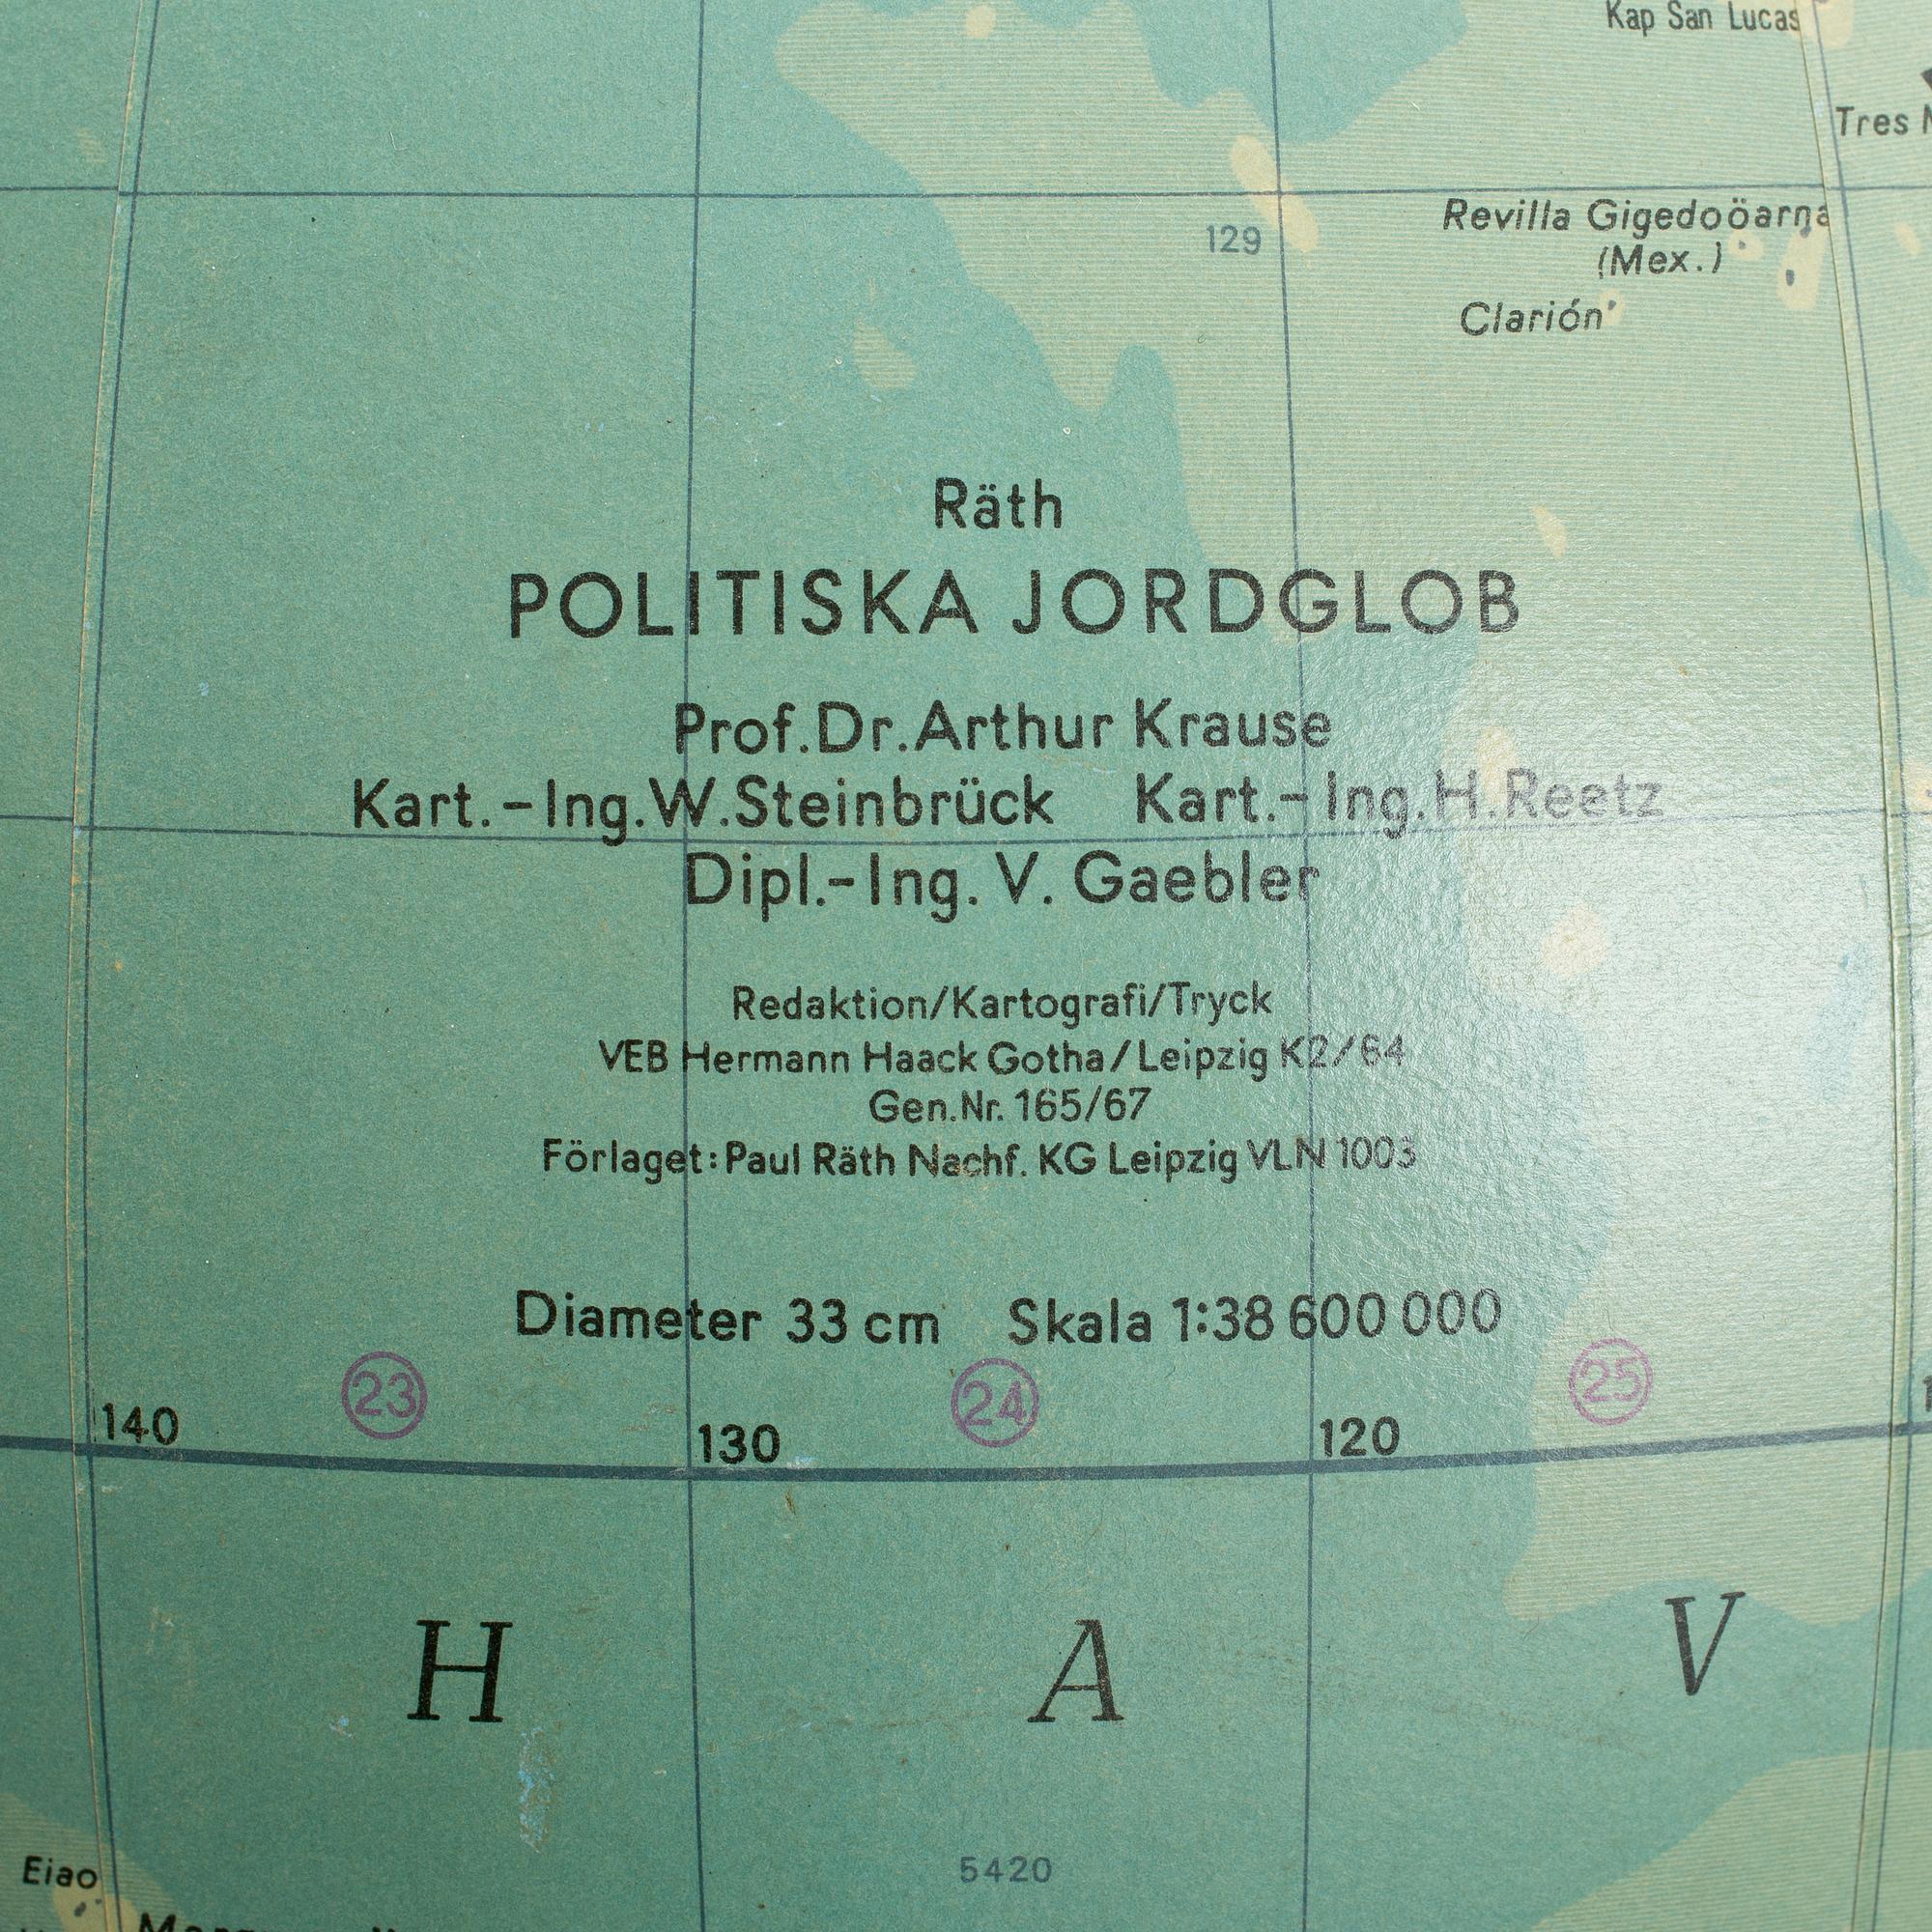 Kap San Lucas
Tres
129
Revilla Gigedoöarna
(Mex.)
Clarión
Räth
POLITISKA JORDGLOB
Prof.Dr.Arthur Krause
Kart.-Ing.W.Steinbrück Kart.-Ing.H.Reetz
Dipl.-Ing. V. Gaebler
Redaktion/Kartografi/Tryck
VEB Hermann Haack Gotha/Leipzig K2/64
Gen.Nr. 165/67
Förlaget: Paul Räth Nachf. KG Leipzig VLN 1003
Diameter 33 cm Skala 1:38 600 000
23 24 25
140 130 120
H A V
5420
Eiao